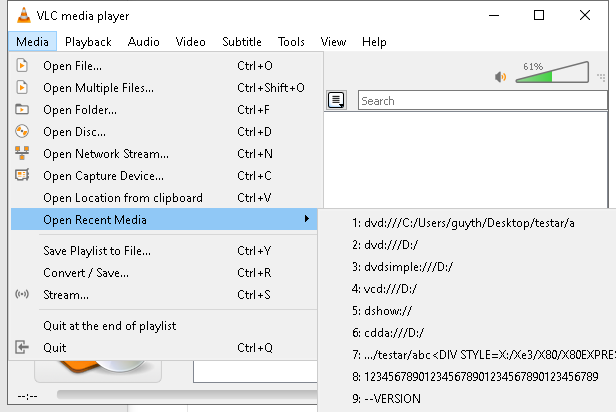 VLC media player
Media Playback Audio Video Subtitle Tools View Help
Open File... Ctrl+O
Open Multiple Files... Ctrl+Shift+O
Open Folder... Ctrl+F
Open Disc... Ctrl+D
Open Network Stream... Ctrl+N
Open Capture Device... Ctrl+C
Open Location from clipboard Ctrl+V
Open Recent Media
Save Playlist to File... Ctrl+Y
Convert / Save... Ctrl+R
Stream... Ctrl+S
Quit at the end of playlist
Quit Ctrl+Q
61%
Search
1: dvd:///C:/Users/guyth/Desktop/testar/a
2: dvd:///D:/
3: dvdsimple:///D:/
4: vcd:///D:/
5: dshow://
6: cdda:///D:/
7: .../testar/abc<DIV STYLE=X:/Xe3/X80/X80EXPRES
8: 123456789012345678901234567890123456789
9: --VERSION
--:--